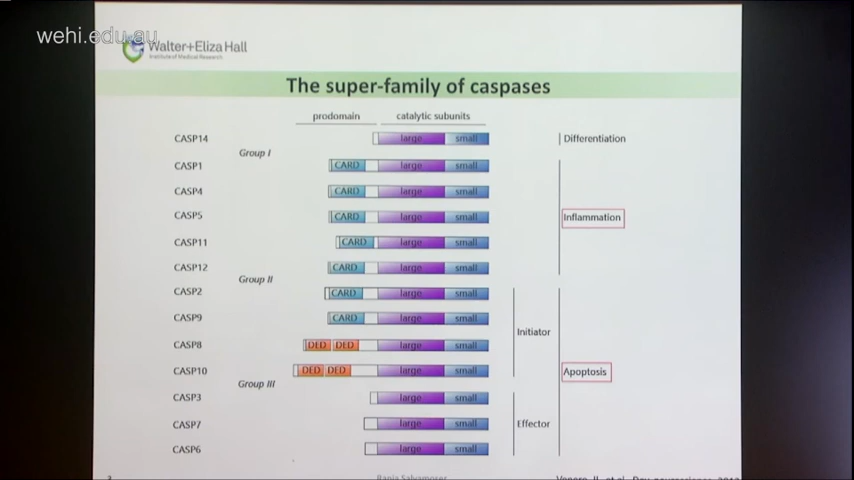 wehi.edu.au
Walter+Eliza Hall
Institute of Medical Research
The super-family of caspases
prodomain catalytic subunits
CASP14 large small Differentiation
Group I
CASP1 CARD large small
CASP4 CARD large small
CASP5 CARD large small Inflammation
CASP11 CARD large small
CASP12 CARD large small
Group II
CASP2 CARD large small
CASP9 CARD large small
Initiator
CASP8 DED DED large small
CASP10 DED DED large small Apoptosis
Group III
CASP3 large small
CASP7 large small Effector
CASP6 large small
3 Rania Salvamoser